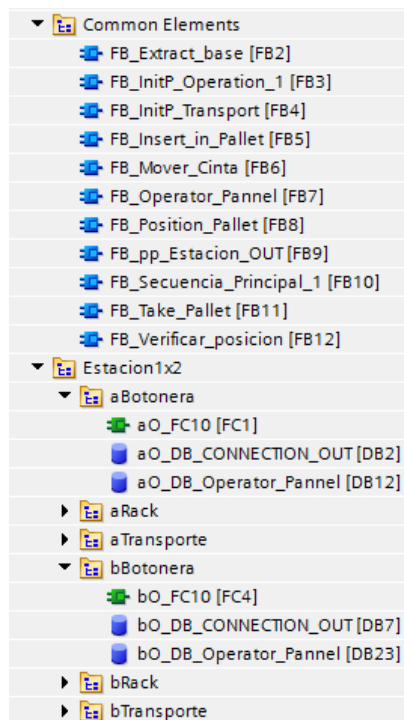 Common Elements
FB_Extract_base [FB2]
FB_InitP_Operation_1 [FB3]
FB_InitP_Transport [FB4]
FB_Insert_in_Pallet [FB5]
FB_Mover_Cinta [FB6]
FB_Operator_Pannel [FB7]
FB_Position_Pallet [FB8]
FB_pp_Estacion_OUT [FB9]
FB_Secuencia_Principal_1 [FB10]
FB_Take_Pallet [FB11]
FB_Verificar_posicion [FB12]
Estacion1x2
aBotonera
aO_FC10 [FC1]
aO_DB_CONNECTION_OUT [DB2]
aO_DB_Operator_Pannel [DB12]
aRack
aTransporte
bBotonera
bO_FC10 [FC4]
bO_DB_CONNECTION_OUT [DB7]
bO_DB_Operator_Pannel [DB23]
bRack
bTransporte